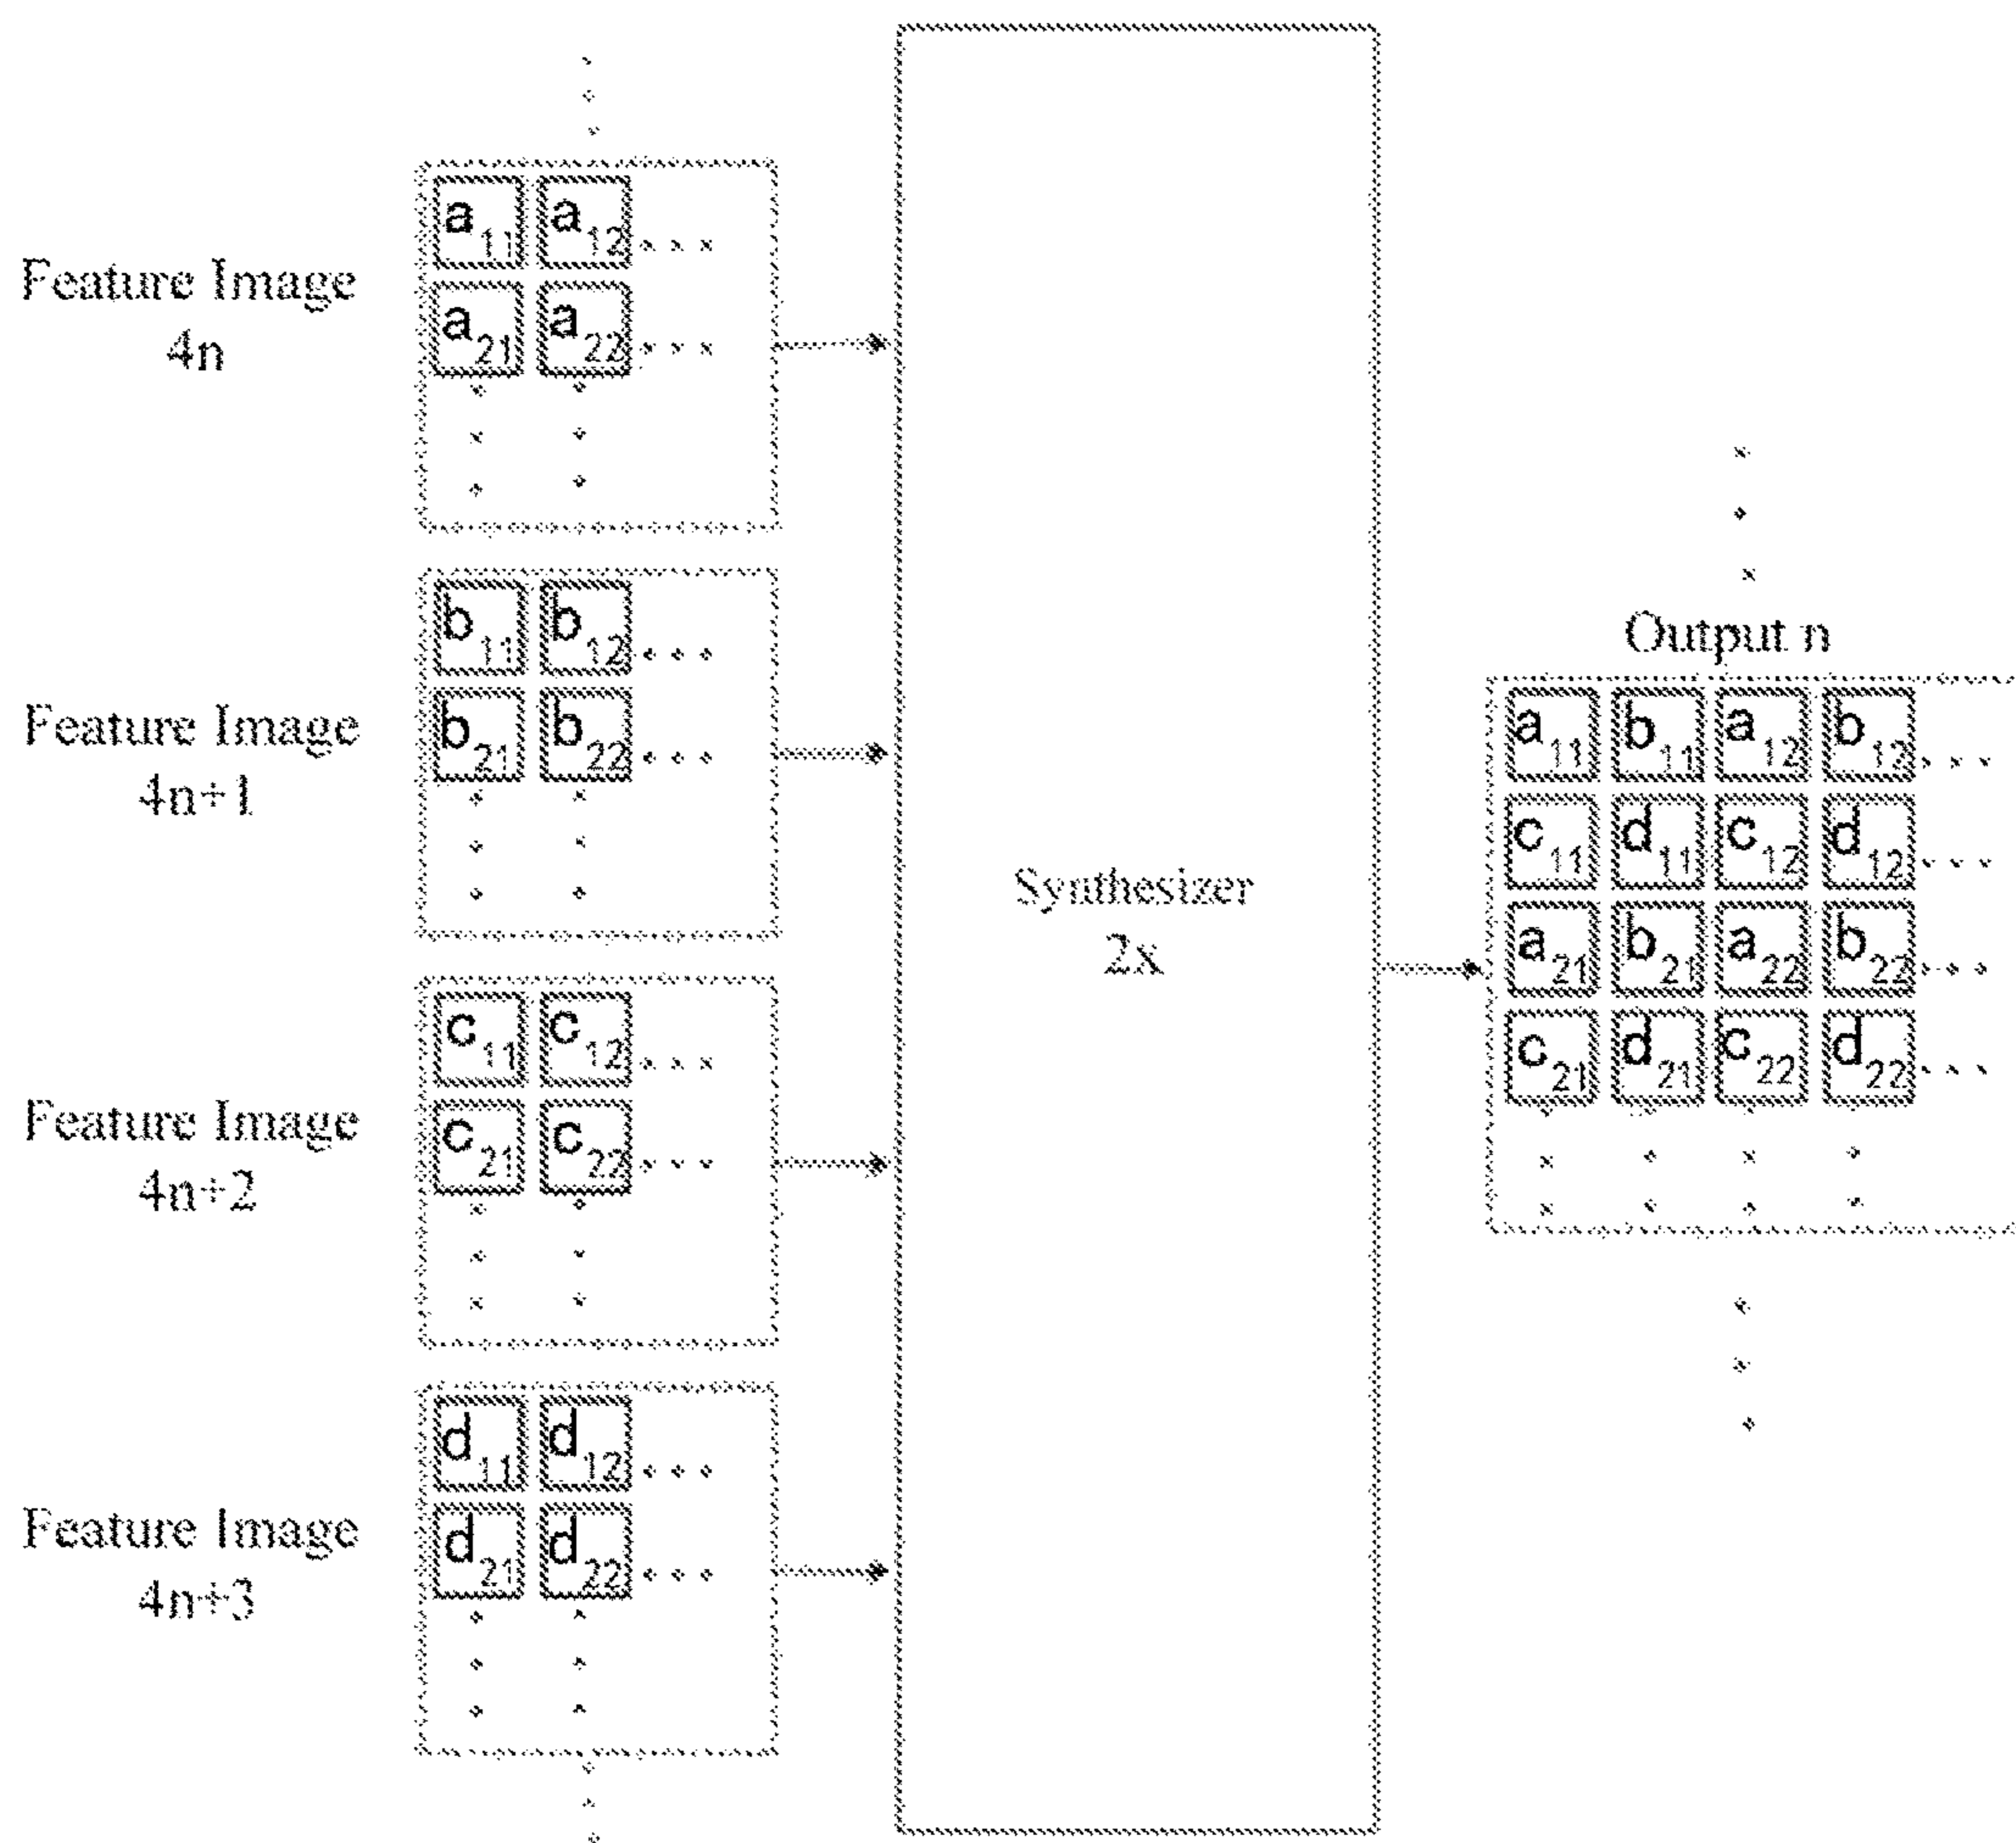 Feature Image
4n
a11 a12 ...
a21 a22 ...
Feature Image
4n+1
b11 b12 ...
b21 b22 ...
Feature Image
4n+2
c11 c12 ...
c21 c22 ...
Feature Image
4n+3
d11 d12 ...
d21 d22 ...
Synthesizer
2x
Output n
a11 b11 a12 b12 ...
c11 d11 c12 d12 ...
a21 b21 a22 b22 ...
c21 d21 c22 d22 ...